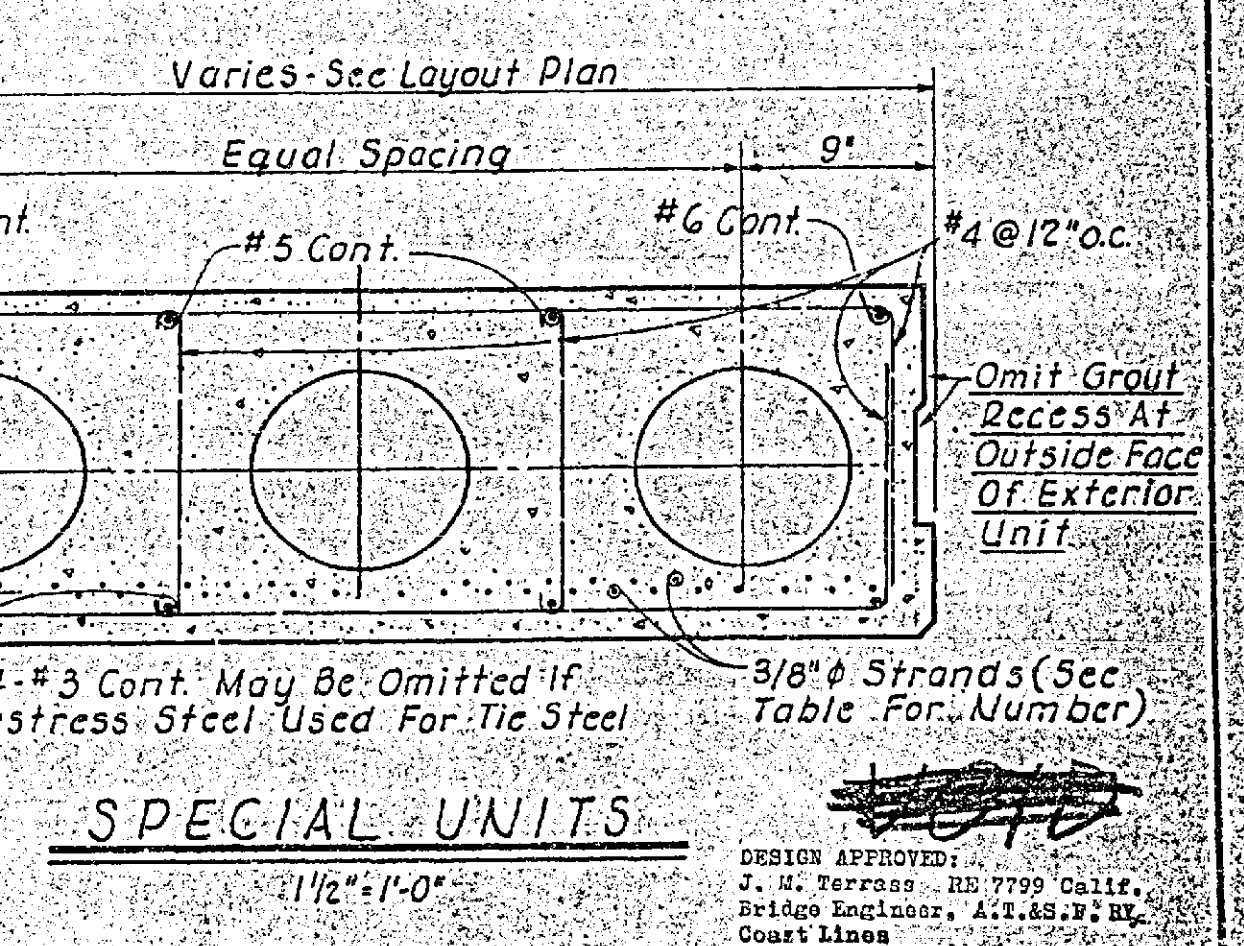 Varies - See Layout Plan
Equal Spacing
9"
nt.
#5 Cont.
#6 Cont.
#4 @ 12" o.c.
Omit Grout
Recess At
Outside Face
Of Exterior
Unit
#3 Cont. May Be Omitted If
stress Steel Used For Tie Steel
3/8" ϕ Strands (See
Table For Number)
SPECIAL UNITS
1 1/2" = 1'-0"
DESIGN APPROVED:
J. M. Terrass RE 7799 Calif.
Bridge Engineer, A.T.&S.F. RY.
Coast Lines